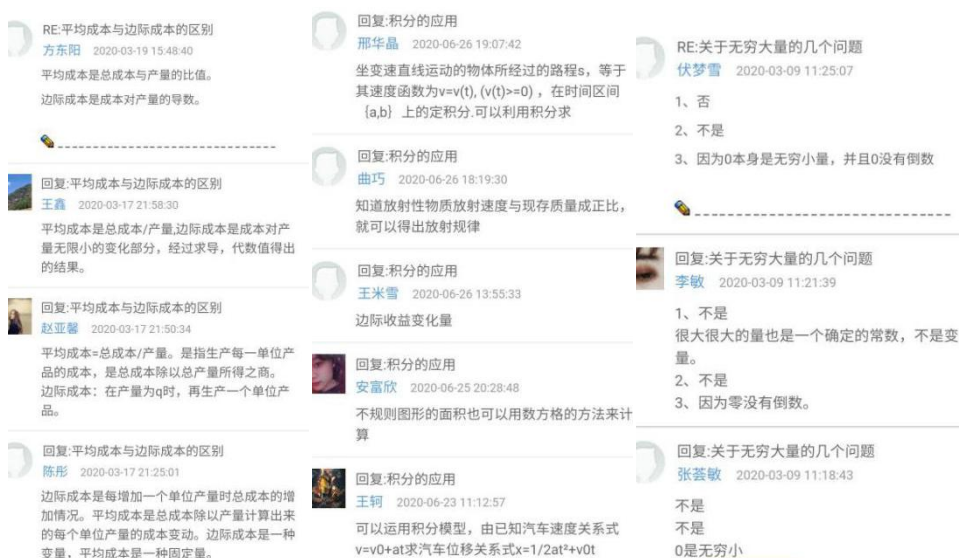 RE:平均成本与边际成本的区别
方东阳 2020-03-19 15:48:40
平均成本是总成本与产量的比值。
边际成本是成本对产量的导数。
回复:平均成本与边际成本的区别
王鑫 2020-03-17 21:58:30
平均成本是总成本/产量,边际成本是成本对产
量无限小的变化部分，经过求导，代数值得出
的结果。
回复:平均成本与边际成本的区别
赵亚馨 2020-03-17 21:50:34
平均成本=总成本/产量。是指生产每一单位产
品的成本，是总成本除以总产量所得之商。
边际成本：在产量为q时，再生产一个单位产
品。
回复:平均成本与边际成本的区别
陈彤 2020-03-17 21:25:01
边际成本是每增加一个单位产量时总成本的增
加情况。平均成本是总成本除以产量计算出来
的每个单位产量的成本变动。边际成本是一种
变量，平均成本是一种固定量。
回复:积分的应用
邢华晶 2020-06-26 19:07:42
坐变速直线运动的物体所经过的路程s，等于
其速度函数为v=v(t), (v(t)>=0) ，在时间区间
｛a,b｝上的定积分.可以利用积分求
回复:积分的应用
曲巧 2020-06-26 18:19:30
知道放射性物质放射速度与现存质量成正比，
就可以得出放射规律
回复:积分的应用
王米雪 2020-06-26 13:55:33
边际收益变化量
回复:积分的应用
安富欣 2020-06-25 20:28:48
不规则图形的面积也可以用数方格的方法来计
算
回复:积分的应用
王轲 2020-06-23 11:12:57
可以运用积分模型，由已知汽车速度关系式
v=v0+at求汽车位移关系式x=1/2at²+v0t
RE:关于无穷大量的几个问题
伏梦雪 2020-03-09 11:25:07
1、否
2、不是
3、因为0本身是无穷小量，并且0没有倒数
回复:关于无穷大量的几个问题
李敏 2020-03-09 11:21:39
1、不是
很大很大的量也是一个确定的常数，不是变
量。
2、不是
3、因为零没有倒数。
回复:关于无穷大量的几个问题
张荟敏 2020-03-09 11:18:43
不是
不是
0是无穷小